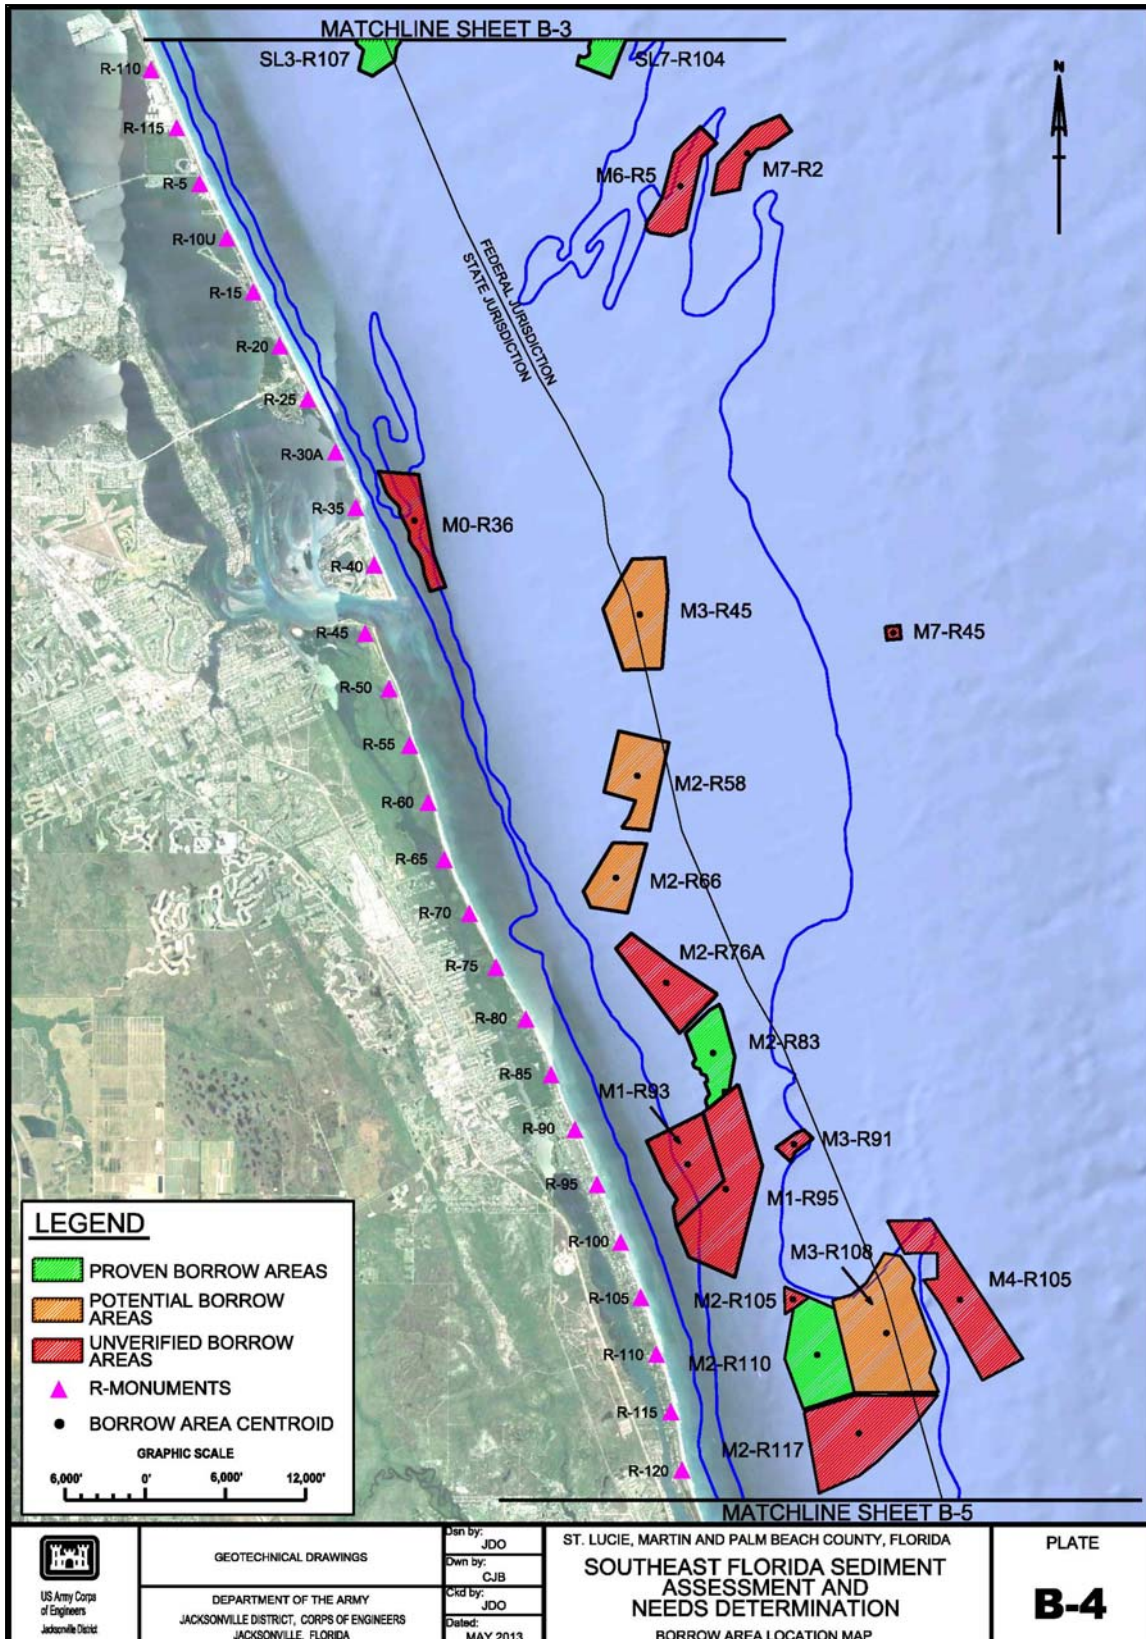 MATCHLINE SHEET B-3
SL3-R107
SL7-R104
R-110
N
R-115
M6-R5
M7-R2
R-5
R-10U
FEDERAL JURISDICTION
STATE JURISDICTION
R-15
R-20
R-25
R-30A
R-35
M0-R36
R-40
M3-R45
R-45
M7-R45
R-50
R-55
M2-R58
R-60
R-65
M2-R66
R-70
M2-R76A
R-75
R-80
M2-R83
R-85
M1-R93
R-90
M3-R91
R-95
M1-R95
R-100
M3-R108
M4-R105
R-105
M2-R105
R-110
M2-R110
R-115
M2-R117
R-120
LEGEND
PROVEN BORROW AREAS
POTENTIAL BORROW
AREAS
UNVERIFIED BORROW
AREAS
R-MONUMENTS
BORROW AREA CENTROID
GRAPHIC SCALE
6,000' 0' 6,000' 12,000'
MATCHLINE SHEET B-5
US Army Corps
of Engineers
Jacksonville District
GEOTECHNICAL DRAWINGS
DEPARTMENT OF THE ARMY
JACKSONVILLE DISTRICT, CORPS OF ENGINEERS
JACKSONVILLE, FLORIDA
Dsn by:
JDO
Dwn by:
CJB
Ckd by:
JDO
Dated:
MAY 2013
ST. LUCIE, MARTIN AND PALM BEACH COUNTY, FLORIDA
SOUTHEAST FLORIDA SEDIMENT
ASSESSMENT AND
NEEDS DETERMINATION
BORROW AREA LOCATION MAP
PLATE
B-4